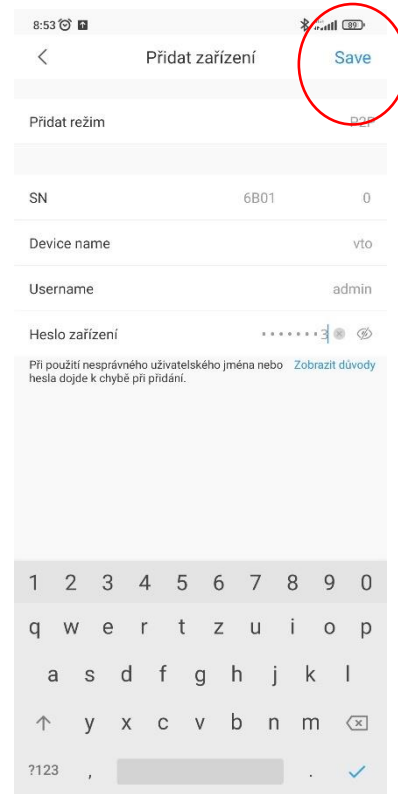 8:53 89
Přidat zařízení Save
Přidat režim P2P
SN 6B01 0
Device name vto
Username admin
Heslo zařízení •••••••3
Při použití nesprávného uživatelského jména nebo Zobrazit důvody
hesla dojde k chybě při přidání.
1 2 3 4 5 6 7 8 9 0
q w e r t z u i o p
a s d f g h j k l
y x c v b n m
?123 , .